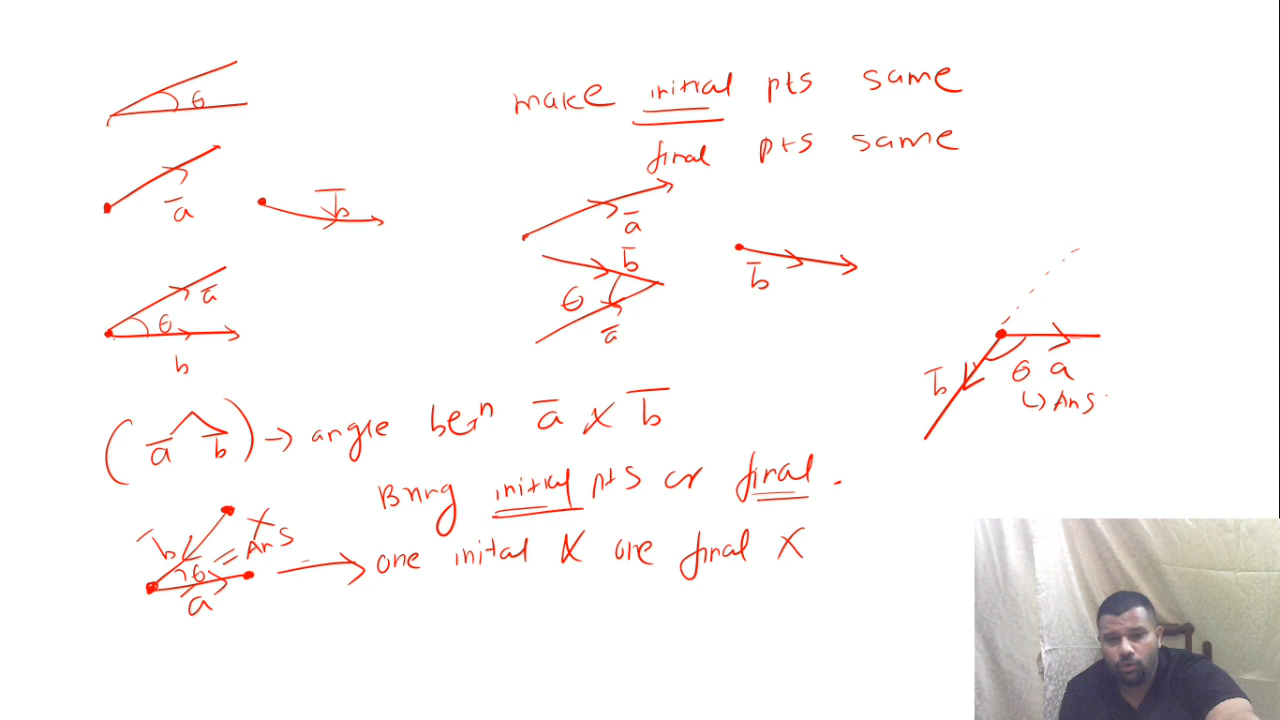 θ
make initial pts same
final pts same
a̅
b̅
a̅
b̅
b̅
θ
a̅
a̅
θ
b
b̅
θ a
↳ Ans
(a̅ ^ b̅) → angle betⁿ a̅ & b̅
Bring initial pts or final.
b̅
X
Ans
θ
a
→ one inital & one final X